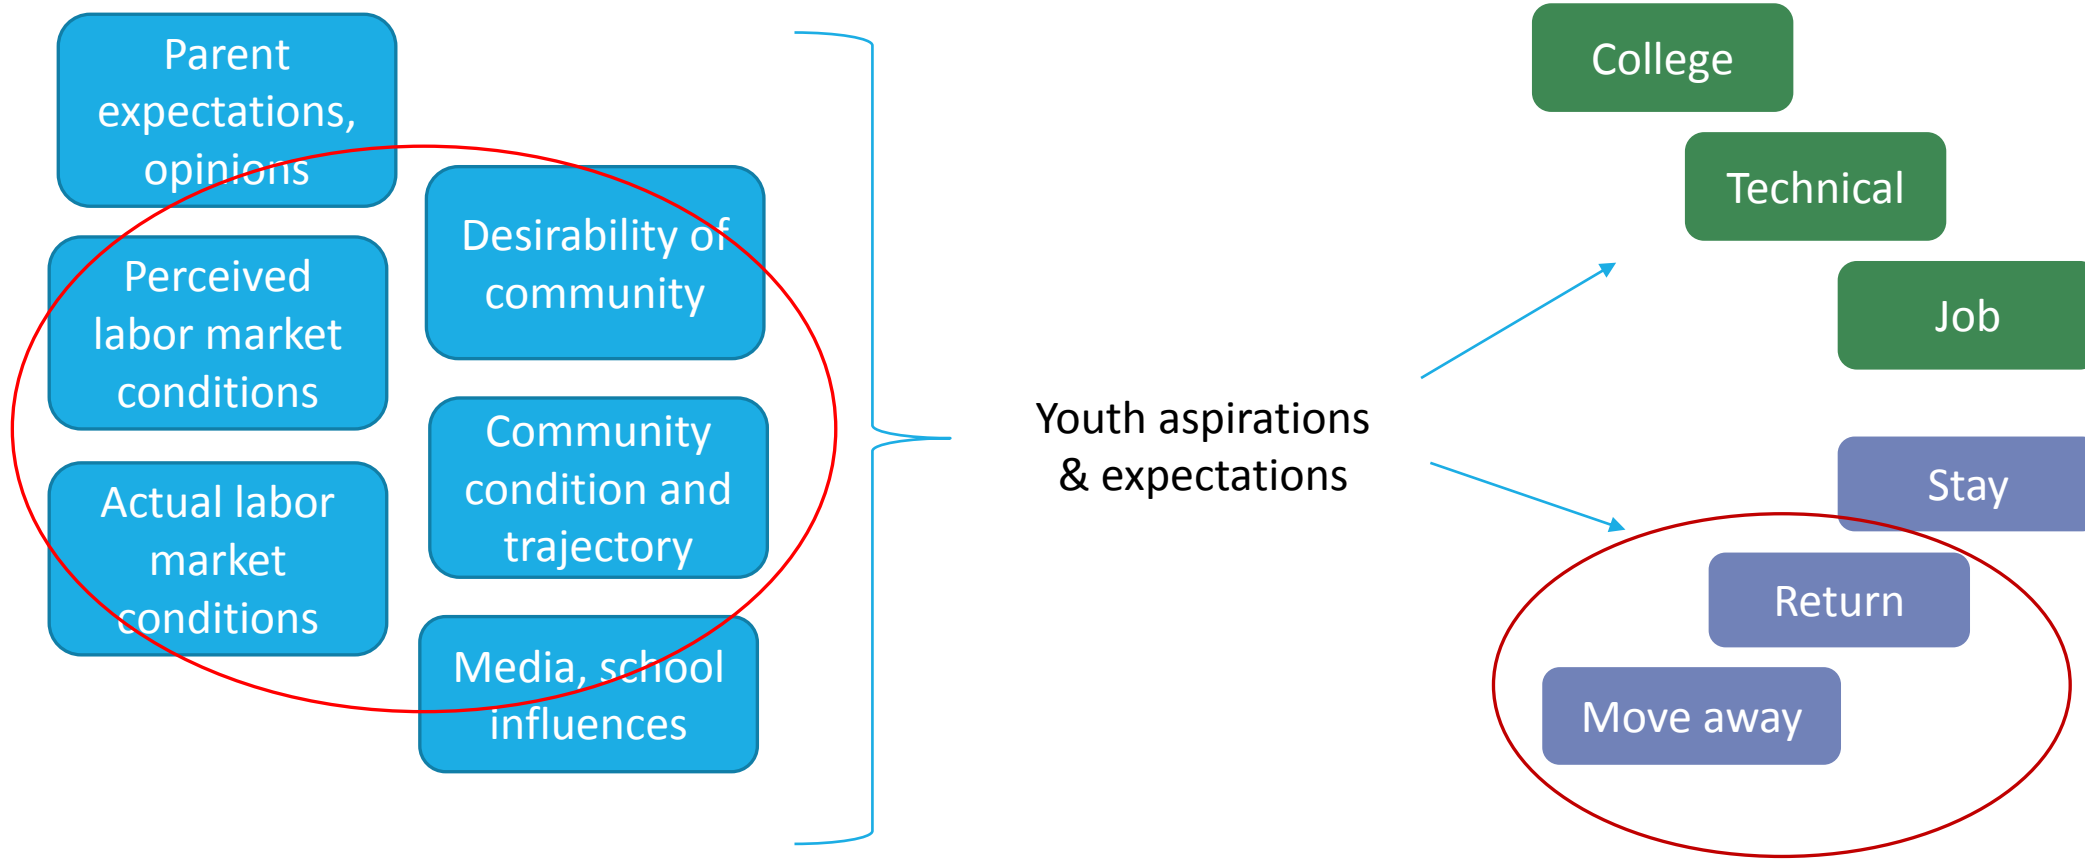 Parent
expectations,
opinions
Perceived
labor market
conditions
Actual labor
market
conditions
Desirability of
community
Community
condition and
trajectory
Media, school
influences
Youth aspirations
& expectations
College
Technical
Job
Stay
Return
Move away